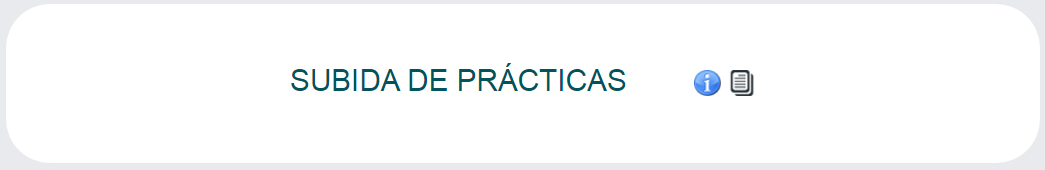 SUBIDA DE PRÁCTICAS